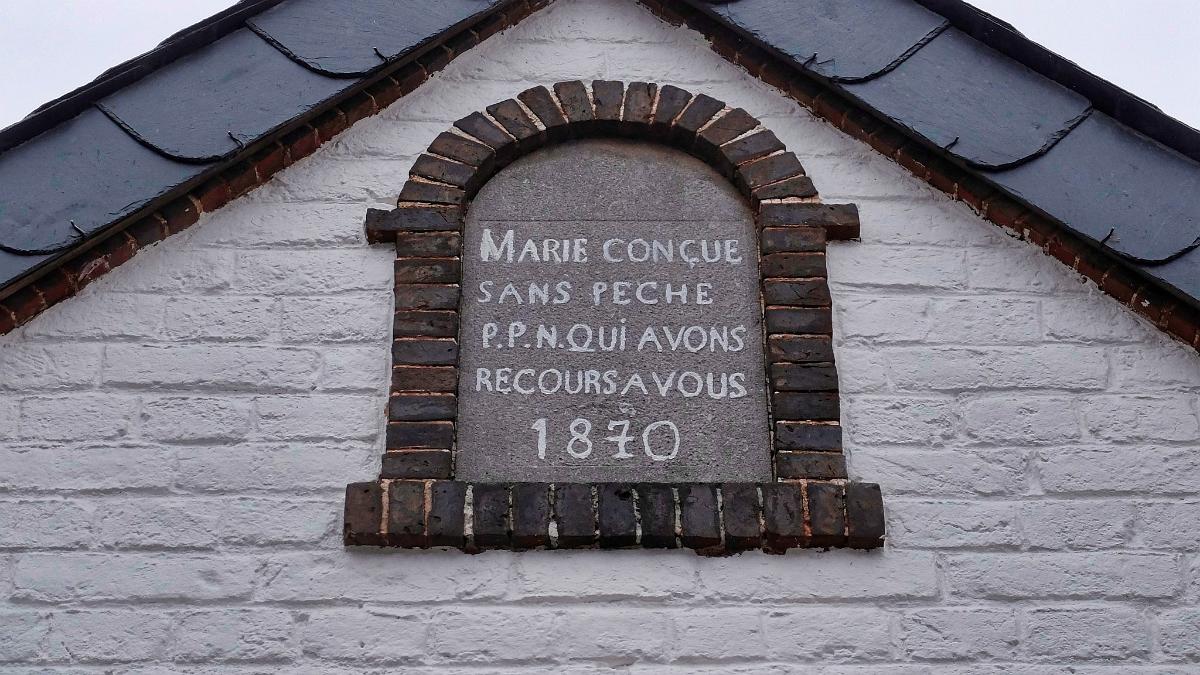 MARIE CONÇUE
SANS PECHE
P.P.N. QUi AVONS
RECOURS A VOUS
1870